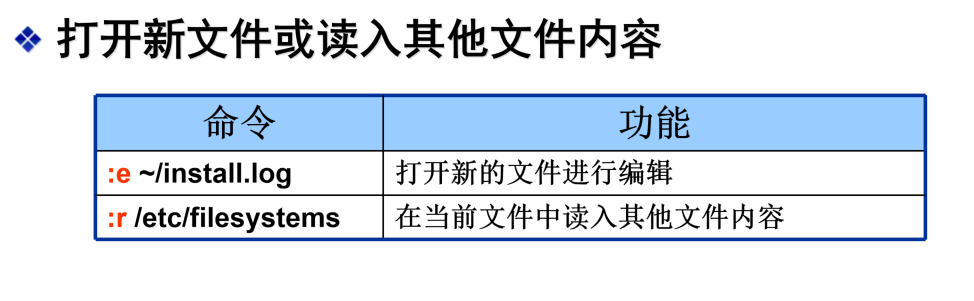 打开新文件或读入其他文件内容
命令 功能
:e ~/install.log 打开新的文件进行编辑
:r /etc/filesystems 在当前文件中读入其他文件内容